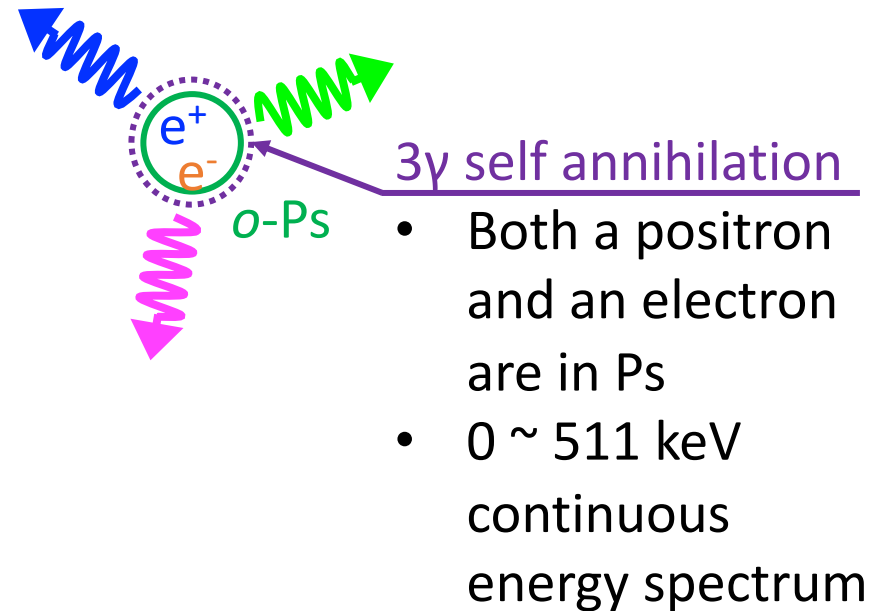 e⁺
e⁻
o-Ps
3γ self annihilation
• Both a positron
and an electron
are in Ps
• 0 ~ 511 keV
continuous
energy spectrum